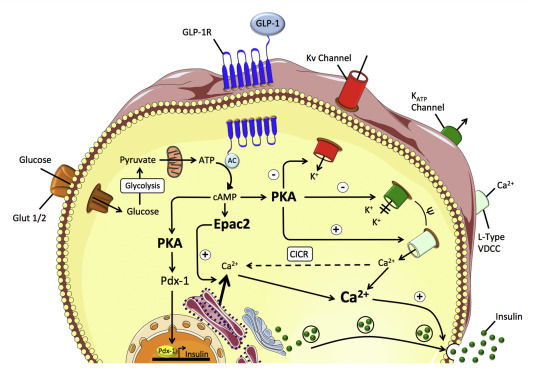 GLP-1
GLP-1R
Kv Channel
K_ATP
Channel
Glucose
Pyruvate
ATP
AC
Glycolysis
K⁺
-
-
Ca²⁺
Glut 1/2
Glucose
cAMP
PKA
K⁺
K⁺
Ψ
L-Type
VDCC
PKA
Epac2
+
+
CICR
Ca²⁺
Ca²⁺
Pdx-1
Ca²⁺
+
Insulin
Pdx-1
Insulin